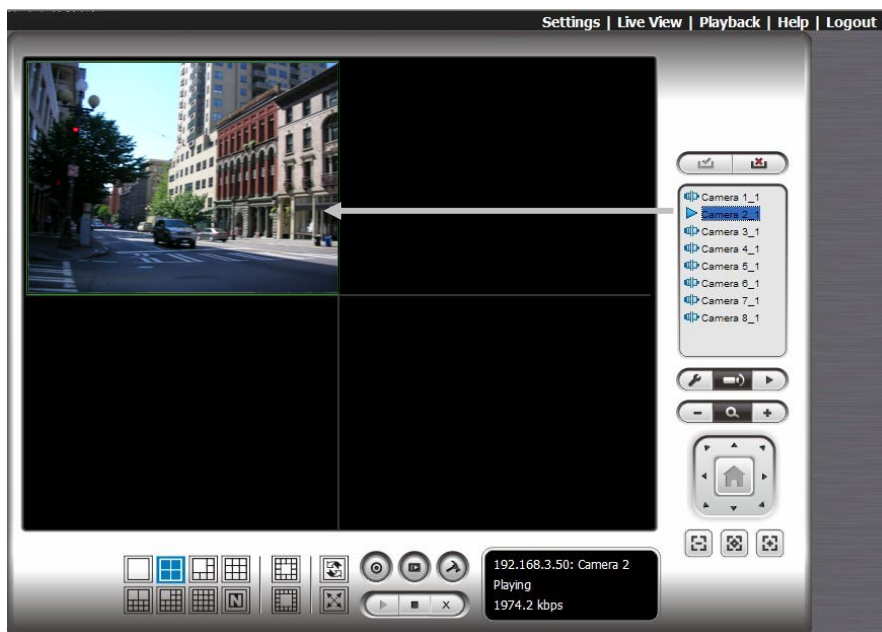 Settings | Live View | Playback | Help | Logout
Camera 1_1
Camera 2_1
Camera 3_1
Camera 4_1
Camera 5_1
Camera 6_1
Camera 7_1
Camera 8_1
N
192.168.3.50: Camera 2
Playing
1974.2 kbps